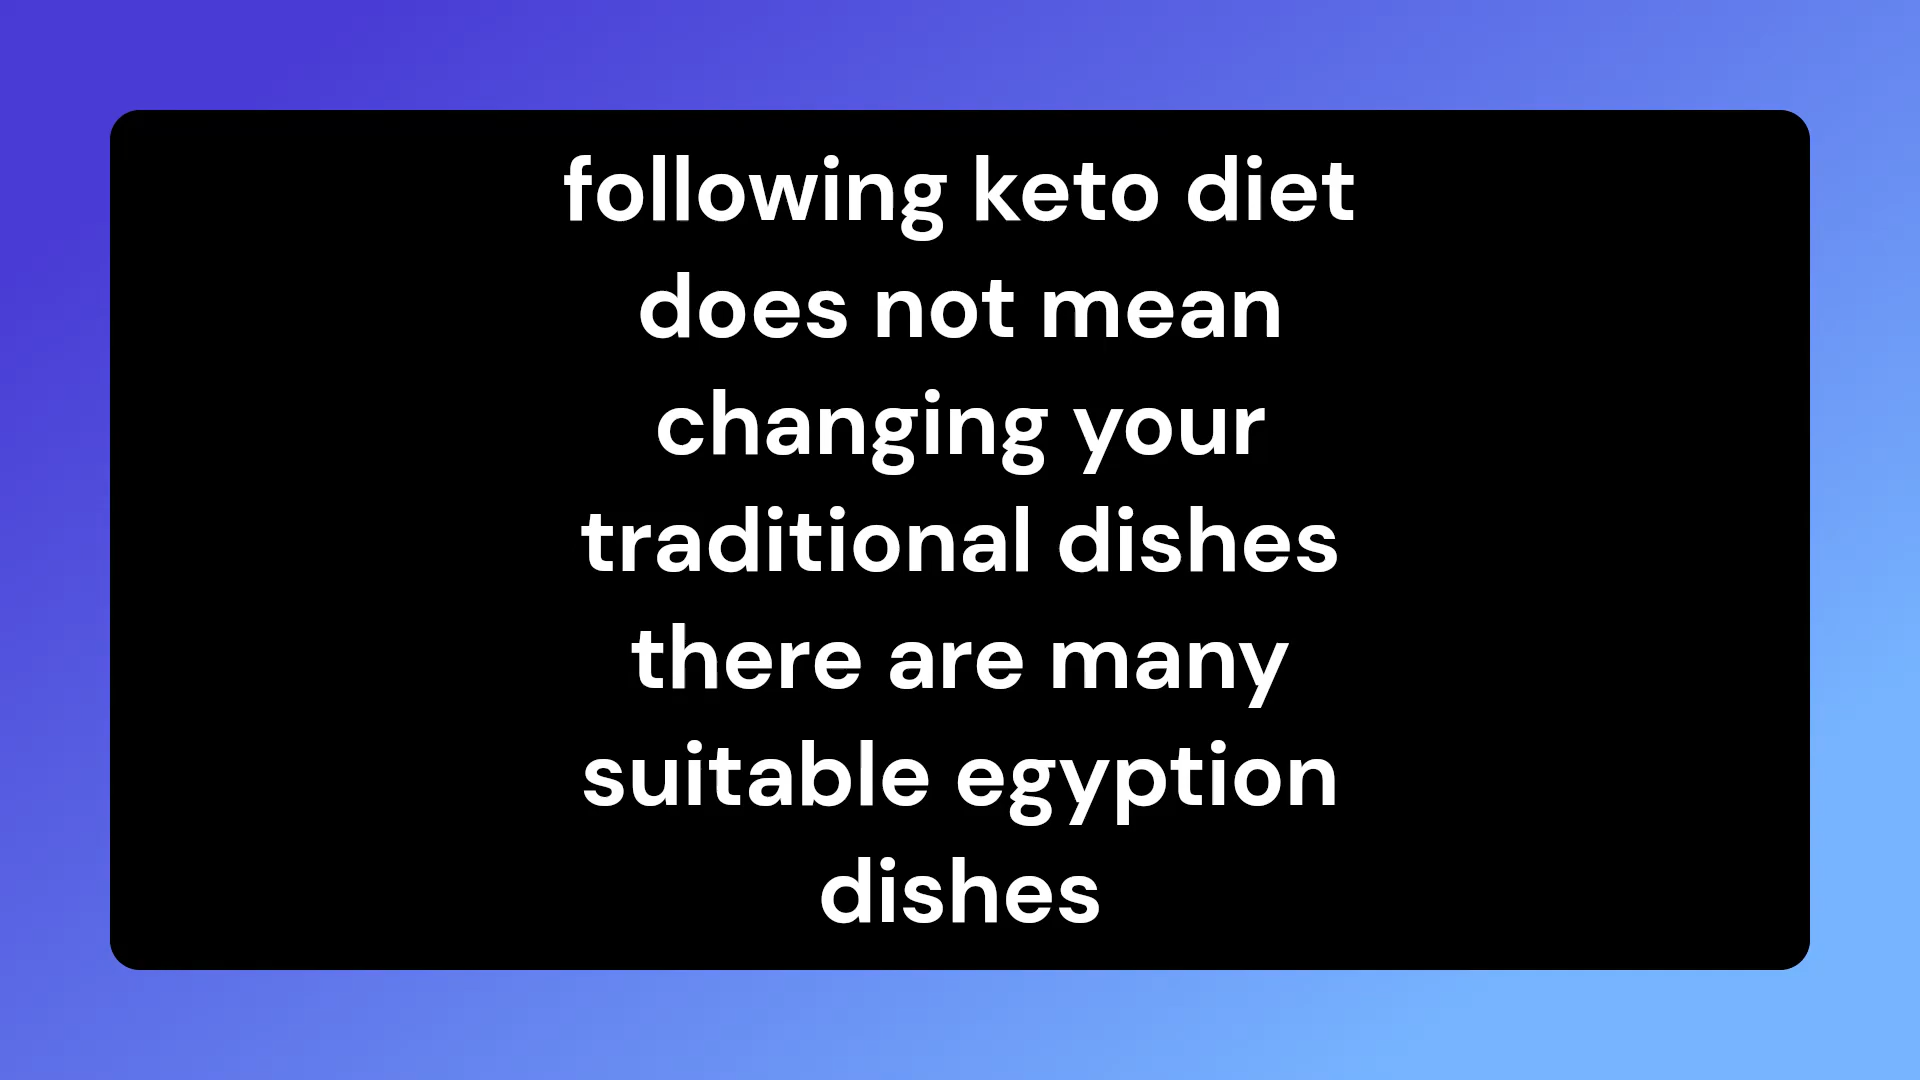 following keto diet
does not mean
changing your
traditional dishes
there are many
suitable egyption
dishes